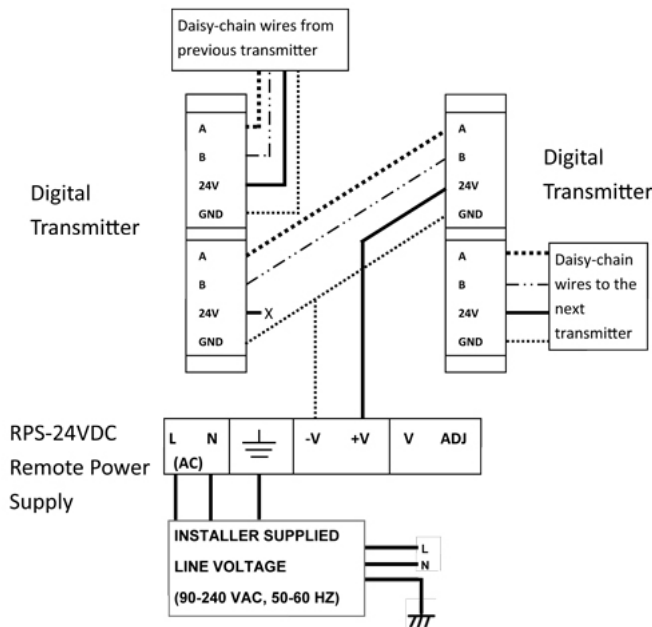 Daisy-chain wires from
previous transmitter
A
B
24V
GND
A
B
24V
X
GND
Digital
Transmitter
A
B
24V
GND
A
B
24V
GND
Digital
Transmitter
Daisy-chain
wires to the
next
transmitter
RPS-24VDC
Remote Power
Supply
L N -V +V V ADJ
(AC)
INSTALLER SUPPLIED
LINE VOLTAGE
(90-240 VAC, 50-60 HZ)
L
N